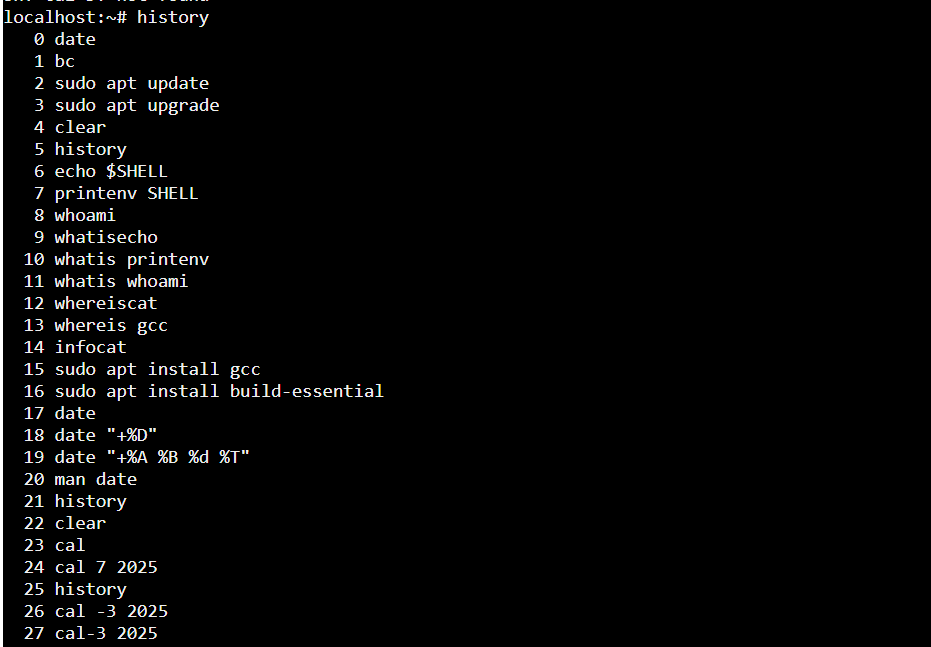 localhost:~# history
0 date
1 bc
2 sudo apt update
3 sudo apt upgrade
4 clear
5 history
6 echo $SHELL
7 printenv SHELL
8 whoami
9 whatisecho
10 whatis printenv
11 whatis whoami
12 whereiscat
13 whereis gcc
14 infocat
15 sudo apt install gcc
16 sudo apt install build-essential
17 date
18 date "+%D"
19 date "+%A %B %d %T"
20 man date
21 history
22 clear
23 cal
24 cal 7 2025
25 history
26 cal -3 2025
27 cal-3 2025